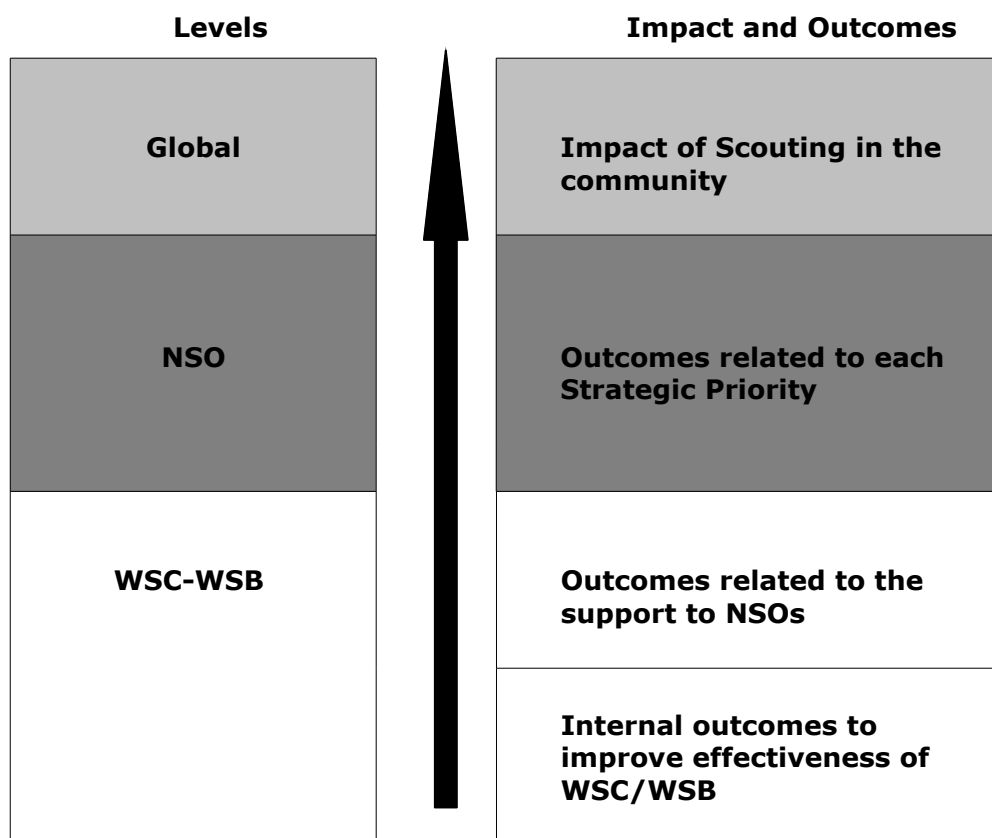 Levels
Impact and Outcomes
Global
Impact of Scouting in the
community
NSO
Outcomes related to each
Strategic Priority
WSC-WSB
Outcomes related to the
support to NSOs
Internal outcomes to
improve effectiveness of
WSC/WSB